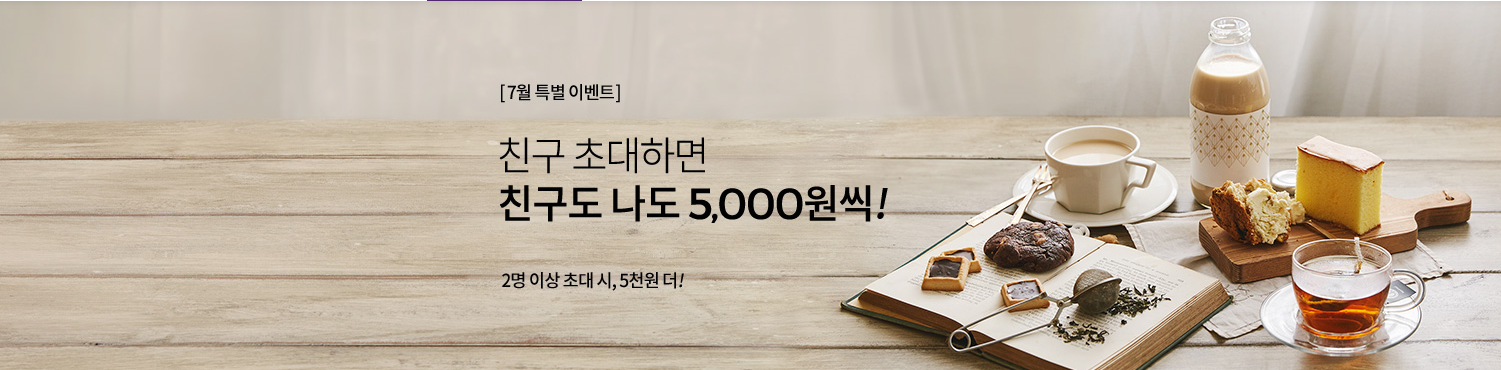 [7월 특별 이벤트]
친구 초대하면
친구도 나도 5,000원씩!
2명 이상 초대 시, 5천원 더!